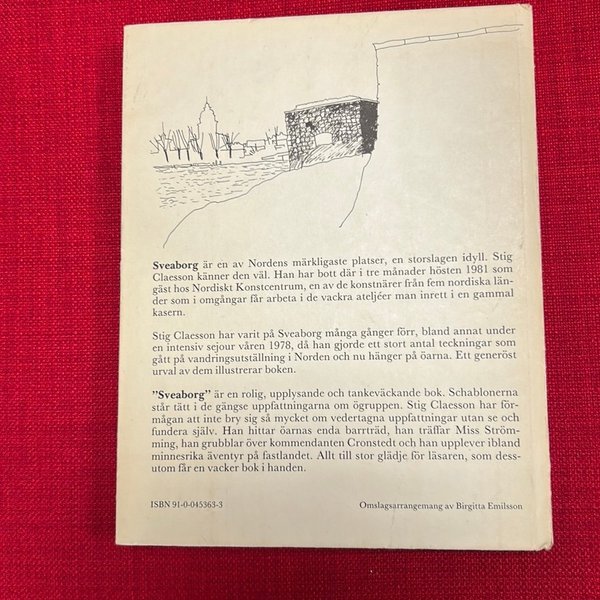 Sveaborg är en av Nordens märkligaste platser, en storslagen idyll. Stig
Claesson känner den väl. Han har bott där i tre månader hösten 1981 som
gäst hos Nordiskt Konstcentrum, en av de konstnärer från fem nordiska län-
der som i omgångar får arbeta i de vackra ateljéer man inrett i en gammal
kasern.
Stig Claesson har varit på Sveaborg många gånger förr, bland annat under
en intensiv sejour våren 1978, då han gjorde ett stort antal teckningar som
gått på vandringsutställning i Norden och nu hänger på öarna. Ett generöst
urval av dem illustrerar boken.
”Sveaborg” är en rolig, upplysande och tankeväckande bok. Schablonerna
står tätt i de gängse uppfattningarna om ögruppen. Stig Claesson har för-
mågan att inte bry sig så mycket om vedertagna uppfattningar utan se och
fundera själv. Han hittar öarnas enda barrträd, han träffar Miss Ström-
ming, han grubblar över kommendanten Cronstedt och han upplever ibland
minnesrika äventyr på fastlandet. Allt till stor glädje för läsaren, som dess-
utom får en vacker bok i handen.
ISBN 91-0-045363-3
Omslagsarrangemang av Birgitta Emilsson